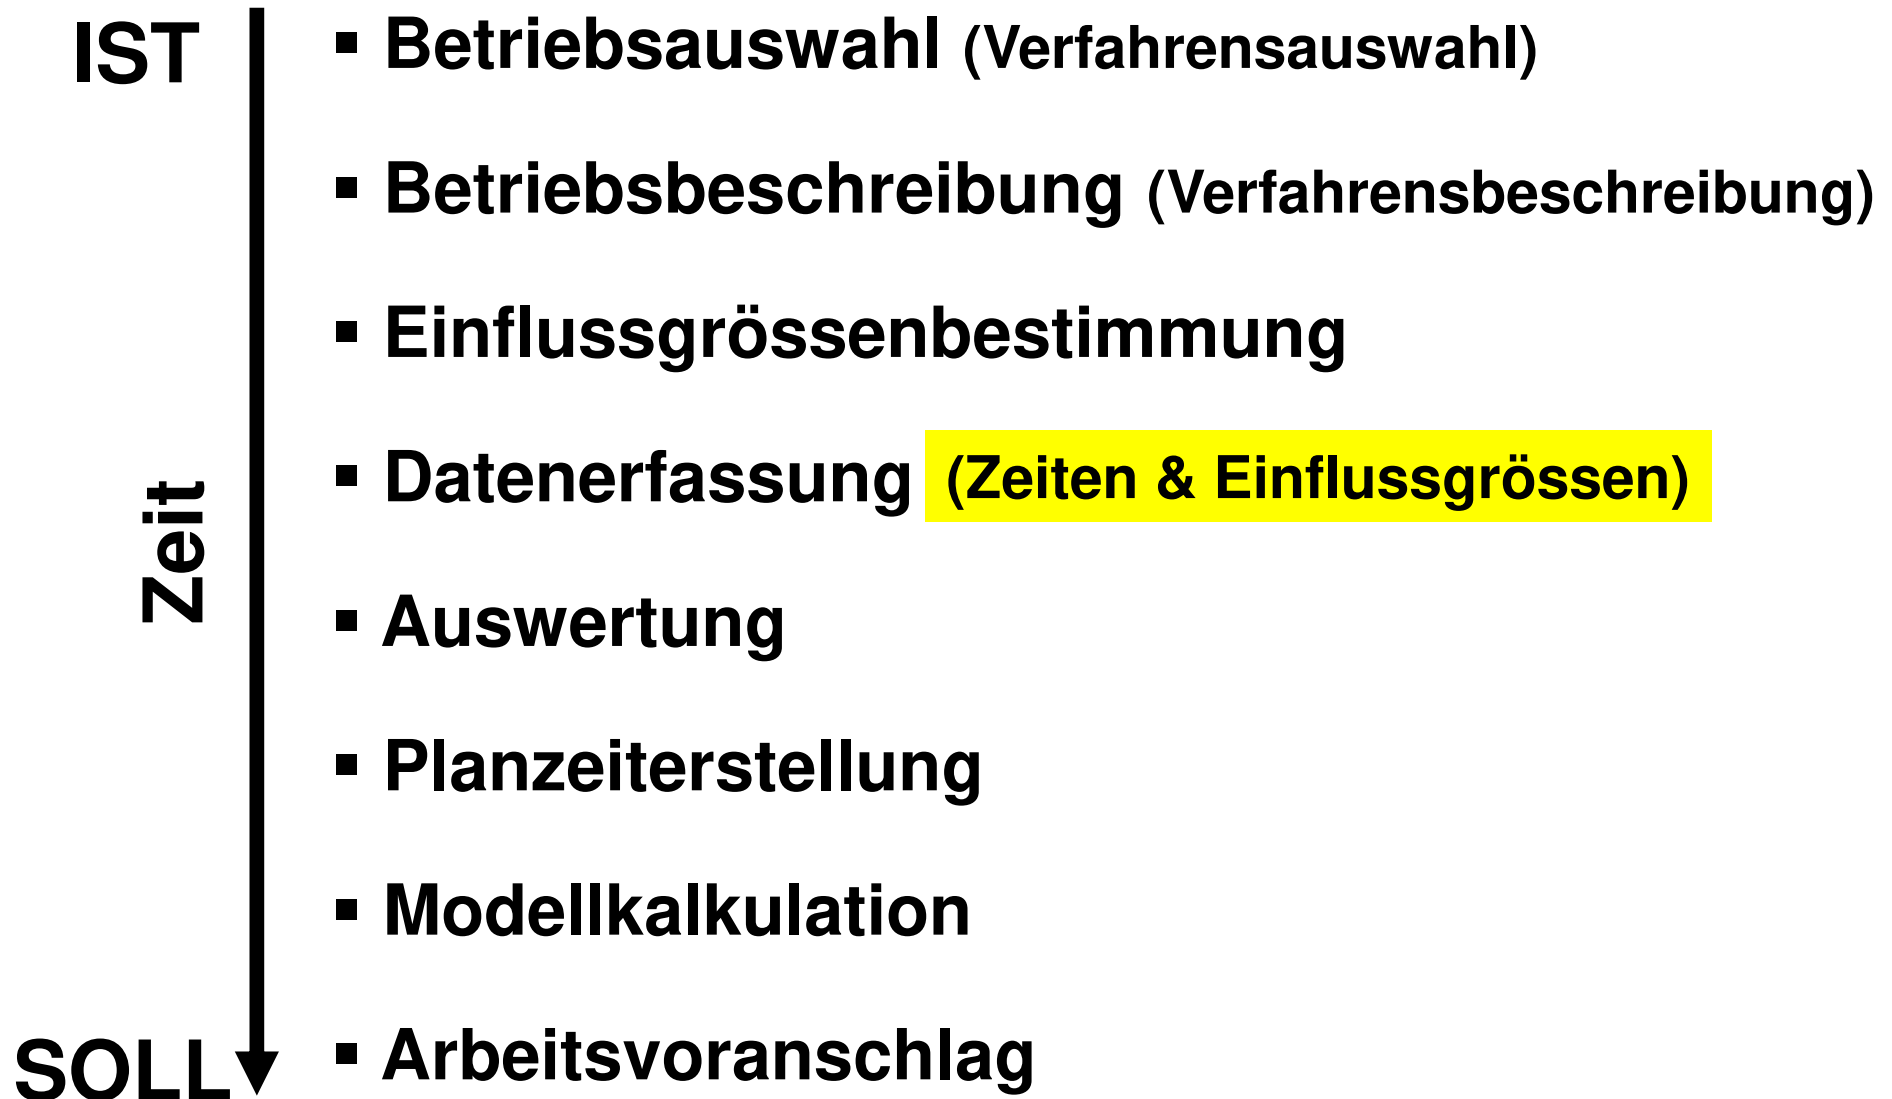 IST
▪ Betriebsauswahl (Verfahrensauswahl)
▪ Betriebsbeschreibung (Verfahrensbeschreibung)
▪ Einflussgrössenbestimmung
▪ Datenerfassung (Zeiten & Einflussgrössen)
Zeit
▪ Auswertung
▪ Planzeiterstellung
▪ Modellkalkulation
SOLL
▪ Arbeitsvoranschlag